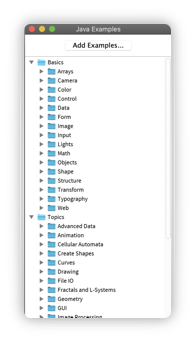 Java Examples
Add Examples...
Basics
Arrays
Camera
Color
Control
Data
Form
Image
Input
Lights
Math
Objects
Shape
Structure
Transform
Typography
Web
Topics
Advanced Data
Animation
Cellular Automata
Create Shapes
Curves
Drawing
File IO
Fractals and L-Systems
Geometry
GUI
Image Processing